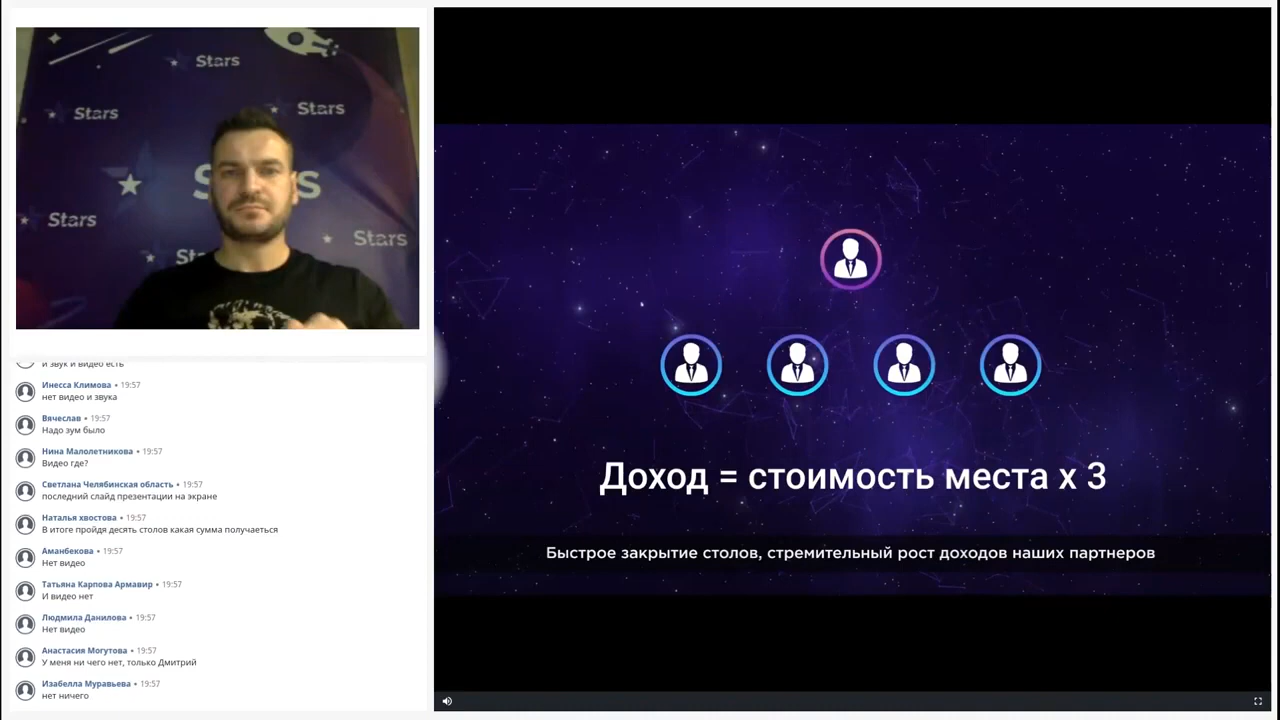 Stars
Stars
Stars
Stars
Stars
и звук и видео есть
Инесса Климова • 19:57
нет видео и звука
Вячеслав • 19:57
Надо зум было
Нина Малолетникова • 19:57
Видео где?
Светлана Челябинская область • 19:57
последний слайд презентации на экране
Наталья хвостова • 19:57
В итоге пройдя десять столов какая сумма получаеться
Аманбекова • 19:57
Нет видео
Татьяна Карпова Армавир • 19:57
И видео нет
Людмила Данилова • 19:57
Нет видео
Анастасия Могутова • 19:57
У меня ни чего нет, только Дмитрий
Изабелла Муравьева • 19:57
нет ничего
Доход = стоимость места х 3
Быстрое закрытие столов, стремительный рост доходов наших партнеров